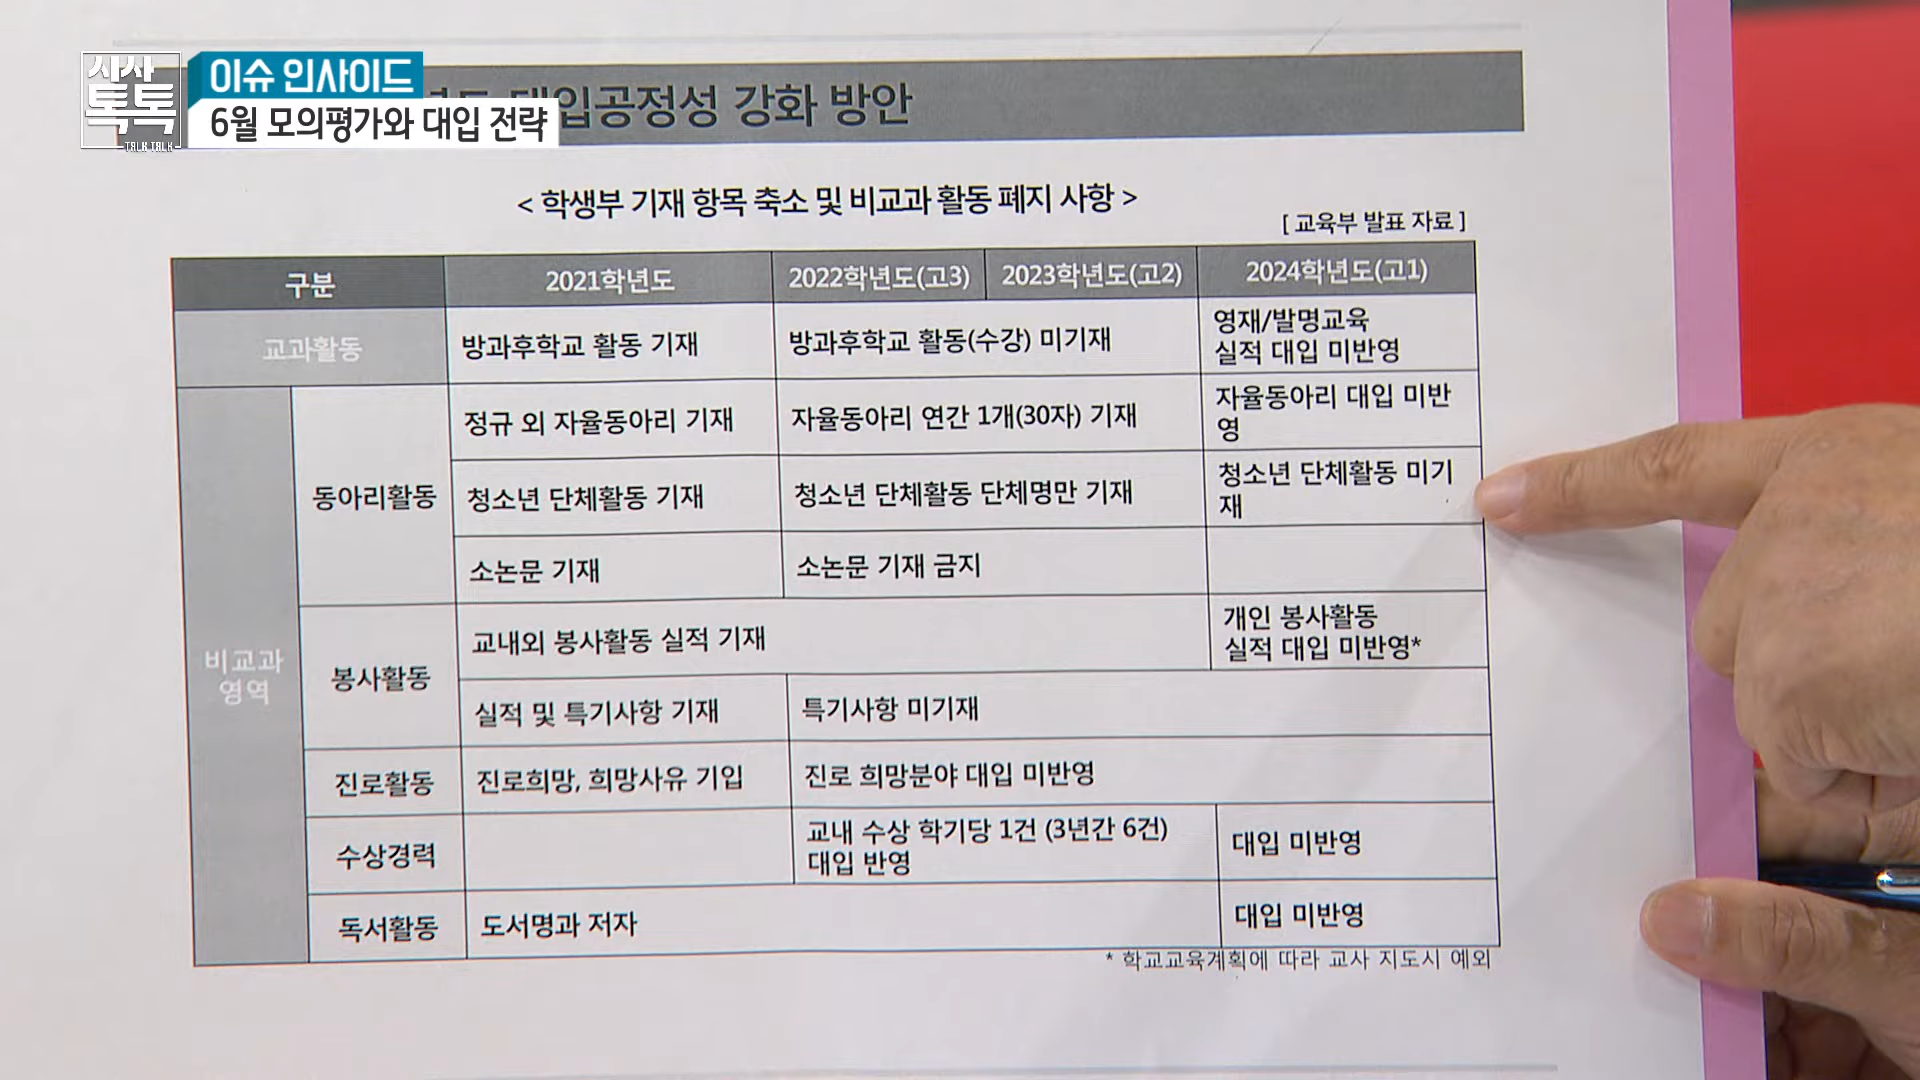 시사
톡톡
TALK TALK
이슈 인사이드
6월 모의평가와 대입 전략
대입공정성 강화 방안
< 학생부 기재 항목 축소 및 비교과 활동 폐지 사항 >
[ 교육부 발표 자료 ]
구분 2021학년도 2022학년도(고3) 2023학년도(고2) 2024학년도(고1)
교과활동 방과후학교 활동 기재 방과후학교 활동(수강) 미기재 영재/발명교육
실적 대입 미반영
비교과
영역
동아리활동
정규 외 자율동아리 기재 자율동아리 연간 1개(30자) 기재 자율동아리 대입 미반
영
청소년 단체활동 기재 청소년 단체활동 단체명만 기재 청소년 단체활동 미기
재
소논문 기재 소논문 기재 금지
봉사활동
교내외 봉사활동 실적 기재 개인 봉사활동
실적 대입 미반영*
실적 및 특기사항 기재 특기사항 미기재
진로활동 진로희망, 희망사유 기입 진로 희망분야 대입 미반영
수상경력 교내 수상 학기당 1건 (3년간 6건)
대입 반영
대입 미반영
독서활동 도서명과 저자 대입 미반영
* 학교교육계획에 따라 교사 지도시 예외